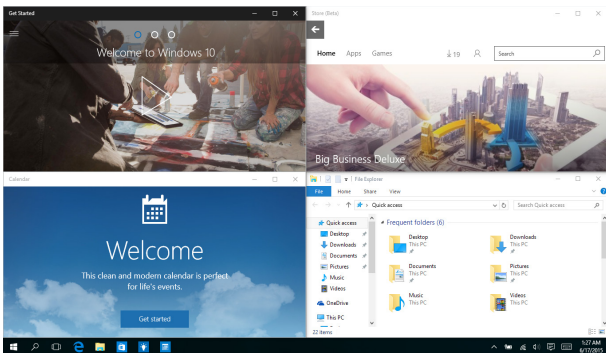 Get Started
Welcome to Windows 10
Store (Beta)
Home Apps Games 19 Search
Big Business Deluxe
Calendar
Welcome
This clean and modern calendar is perfect
for life's events.
Get started
File Explorer
File Home Share View
Quick access Search Quick access
Quick access
Desktop
Downloads
Documents
Pictures
Music
Videos
OneDrive
This PC
Frequent folders (6)
Desktop
This PC
Downloads
This PC
Documents
This PC
Pictures
This PC
Music
This PC
Videos
This PC
22 items
1:27 AM
6/17/2015